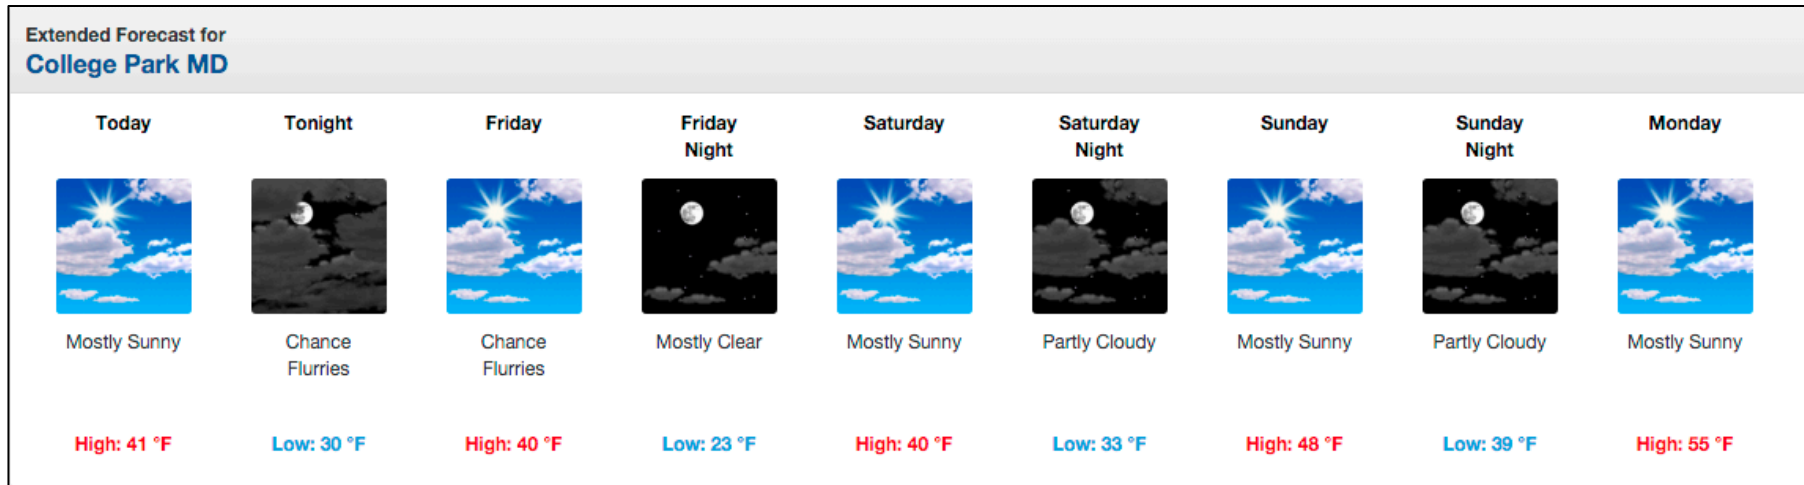 Extended Forecast for
College Park MD
Today
Tonight
Friday
Friday
Night
Saturday
Saturday
Night
Sunday
Sunday
Night
Monday
Mostly Sunny
Chance
Flurries
Chance
Flurries
Mostly Clear
Mostly Sunny
Partly Cloudy
Mostly Sunny
Partly Cloudy
Mostly Sunny
High: 41 °F
Low: 30 °F
High: 40 °F
Low: 23 °F
High: 40 °F
Low: 33 °F
High: 48 °F
Low: 39 °F
High: 55 °F